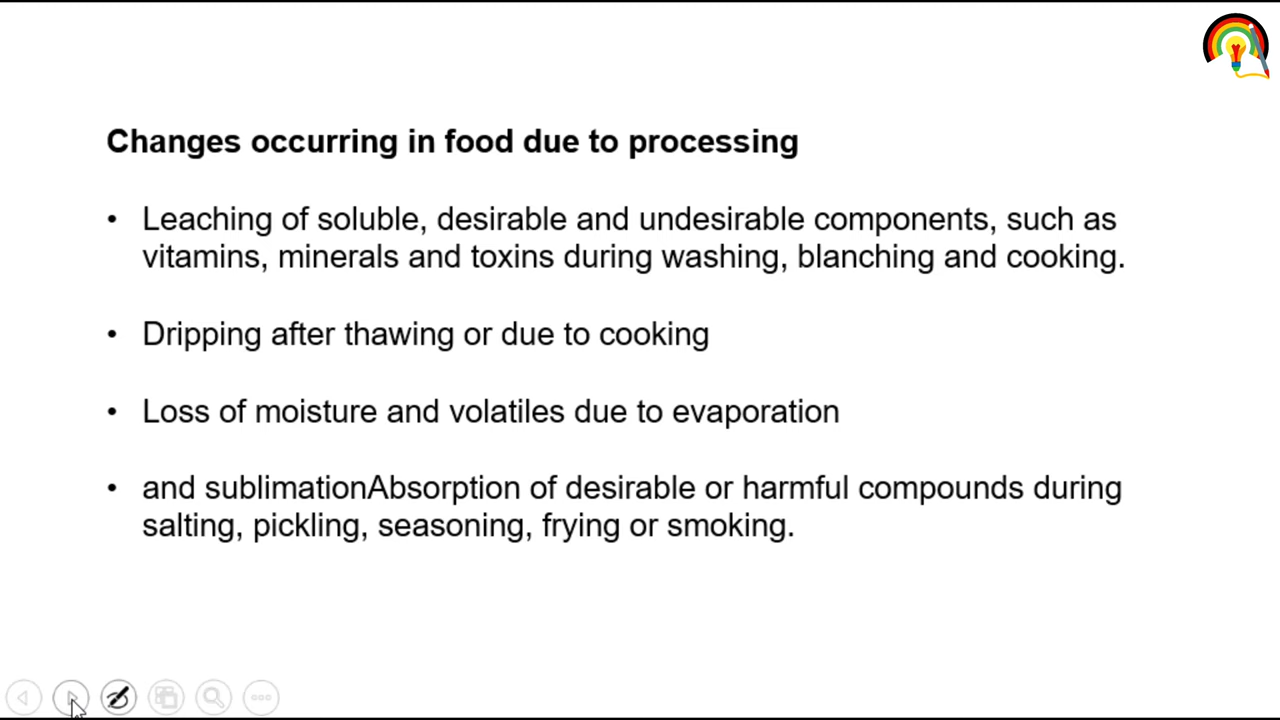 Changes occurring in food due to processing
• Leaching of soluble, desirable and undesirable components, such as
vitamins, minerals and toxins during washing, blanching and cooking.
• Dripping after thawing or due to cooking
• Loss of moisture and volatiles due to evaporation
• and sublimationAbsorption of desirable or harmful compounds during
salting, pickling, seasoning, frying or smoking.